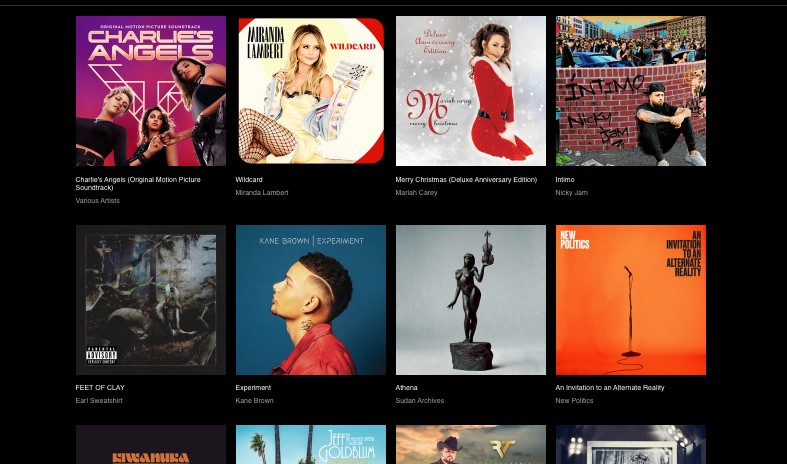 ORIGINAL MOTION PICTURE SOUNDTRACK
CHARLIE'S
ANGELS
MIRANDA
LAMBERT
WILDCARD
Deluxe
Anniversary
Edition
Mariah Carey
merry Christmas
ÍNTIMO
NICKY
JAM
Charlie's Angels (Original Motion Picture
Soundtrack)
Various Artists
Wildcard
Miranda Lambert
Merry Christmas (Deluxe Anniversary Edition)
Mariah Carey
Intimo
Nicky Jam
PARENTAL
ADVISORY
EXPLICIT CONTENT
KANE BROWN | EXPERIMENT
NEW
POLITICS
AN
INVITATION
TO AN
ALTERNATE
REALITY
FEET OF CLAY
Earl Sweatshirt
Experiment
Kane Brown
Athena
Sudan Archives
An Invitation to an Alternate Reality
New Politics
KIWANUKA
JEFF
GOLDBLUM